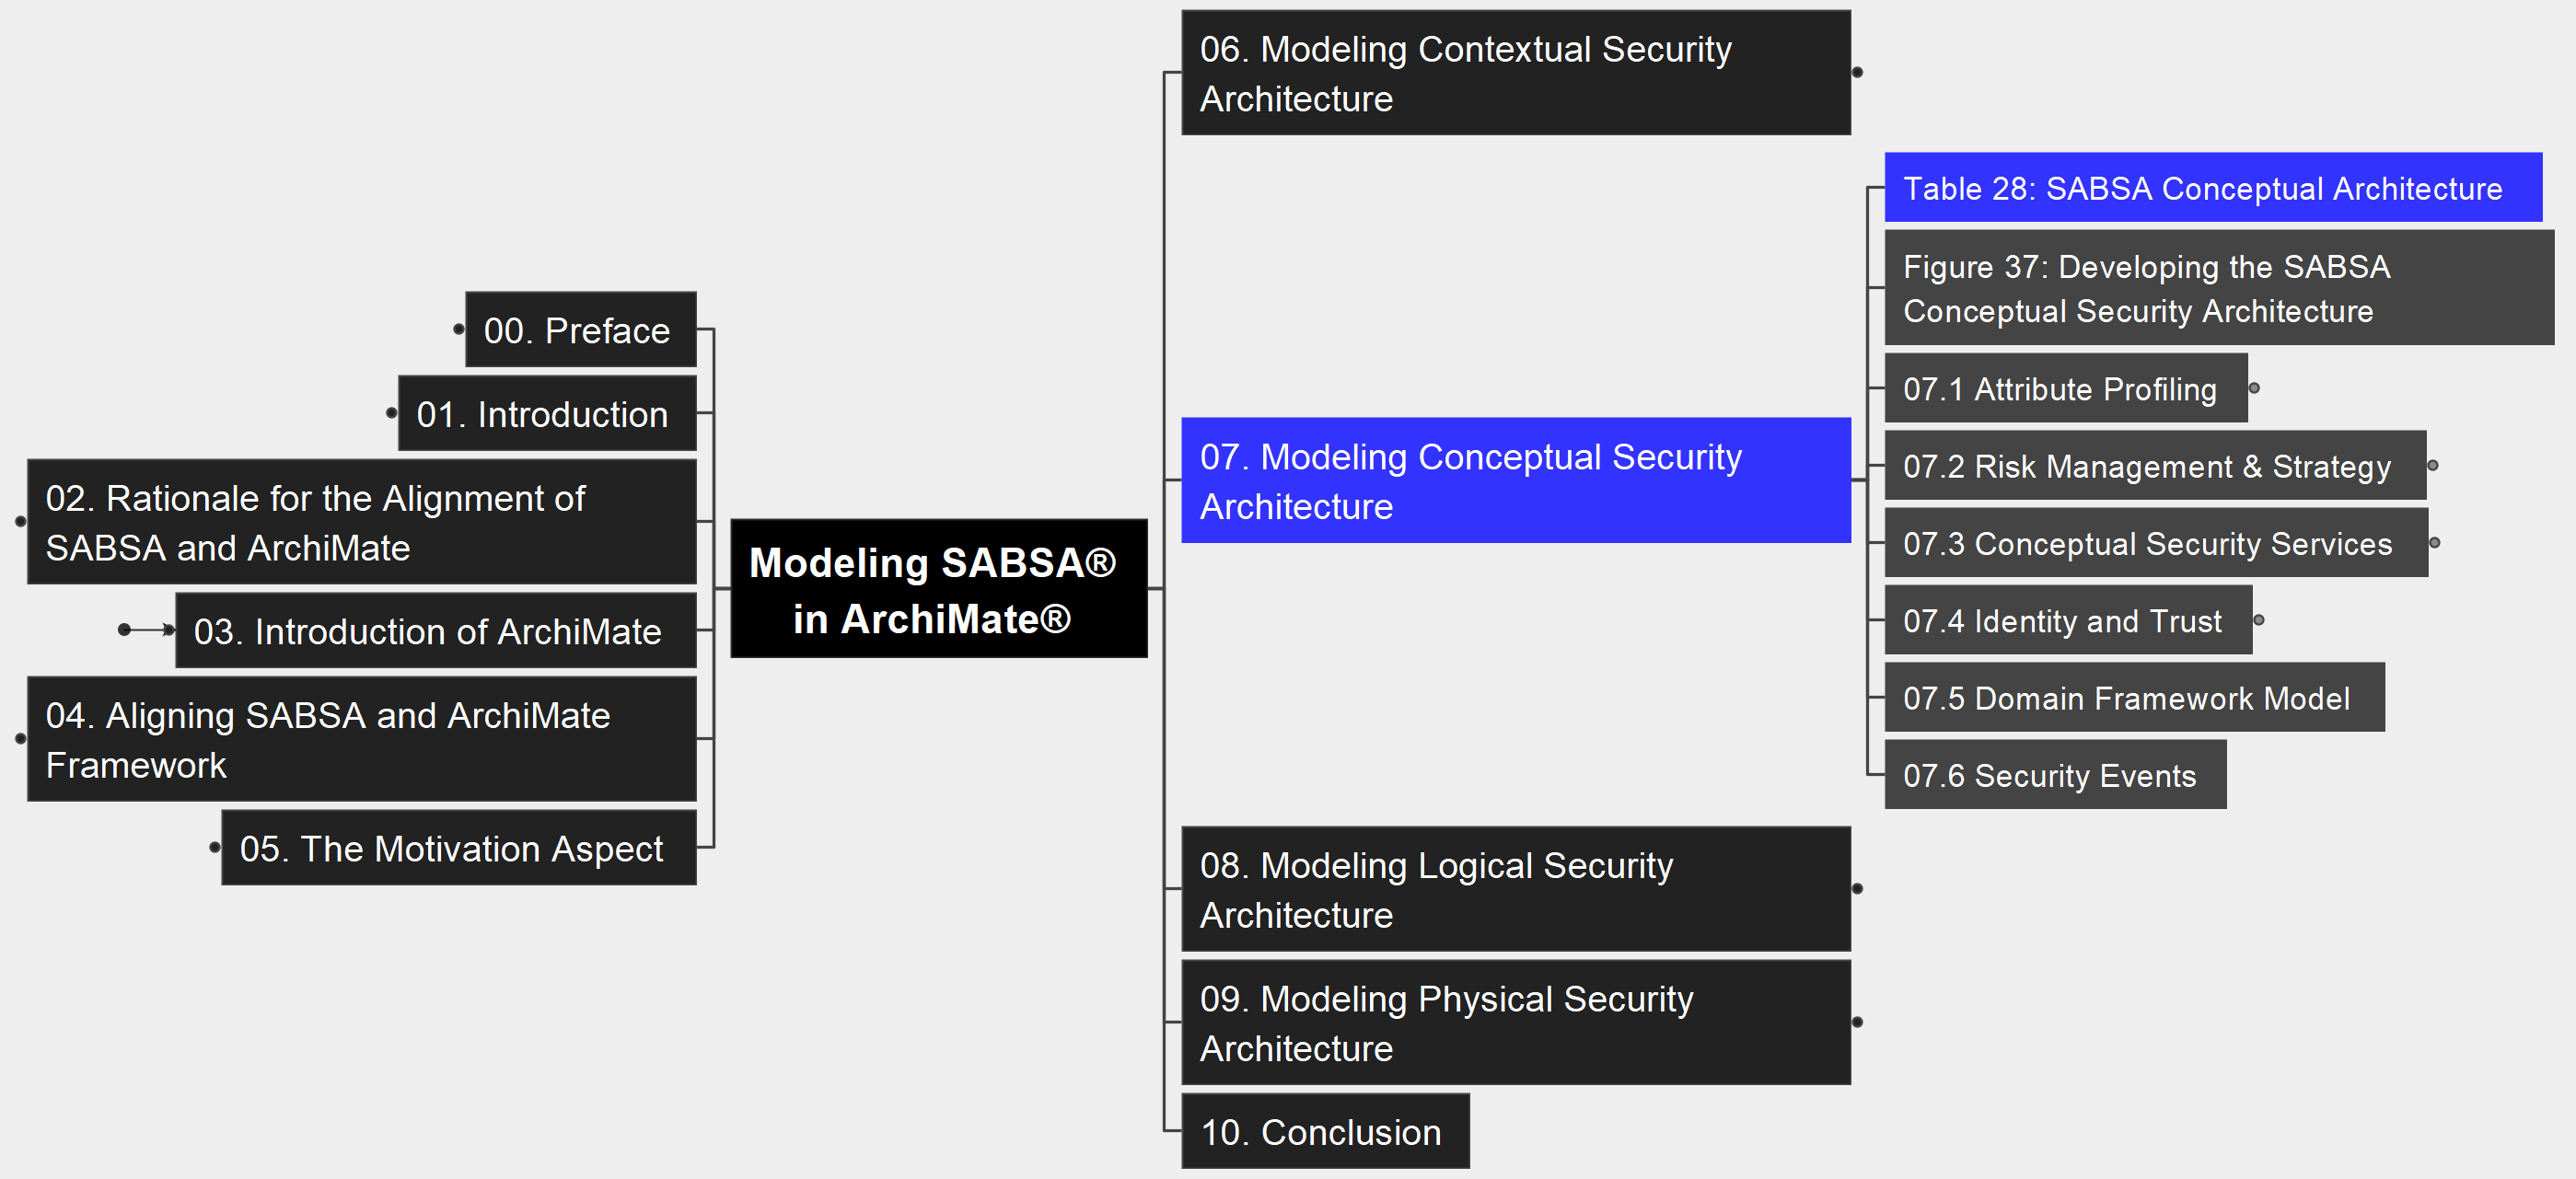 00. Preface
01. Introduction
02. Rationale for the Alignment of
SABSA and ArchiMate
03. Introduction of ArchiMate
04. Aligning SABSA and ArchiMate
Framework
05. The Motivation Aspect
Modeling SABSA®
in ArchiMate®
06. Modeling Contextual Security
Architecture
07. Modeling Conceptual Security
Architecture
Table 28: SABSA Conceptual Architecture
Figure 37: Developing the SABSA
Conceptual Security Architecture
07.1 Attribute Profiling
07.2 Risk Management & Strategy
07.3 Conceptual Security Services
07.4 Identity and Trust
07.5 Domain Framework Model
07.6 Security Events
08. Modeling Logical Security
Architecture
09. Modeling Physical Security
Architecture
10. Conclusion